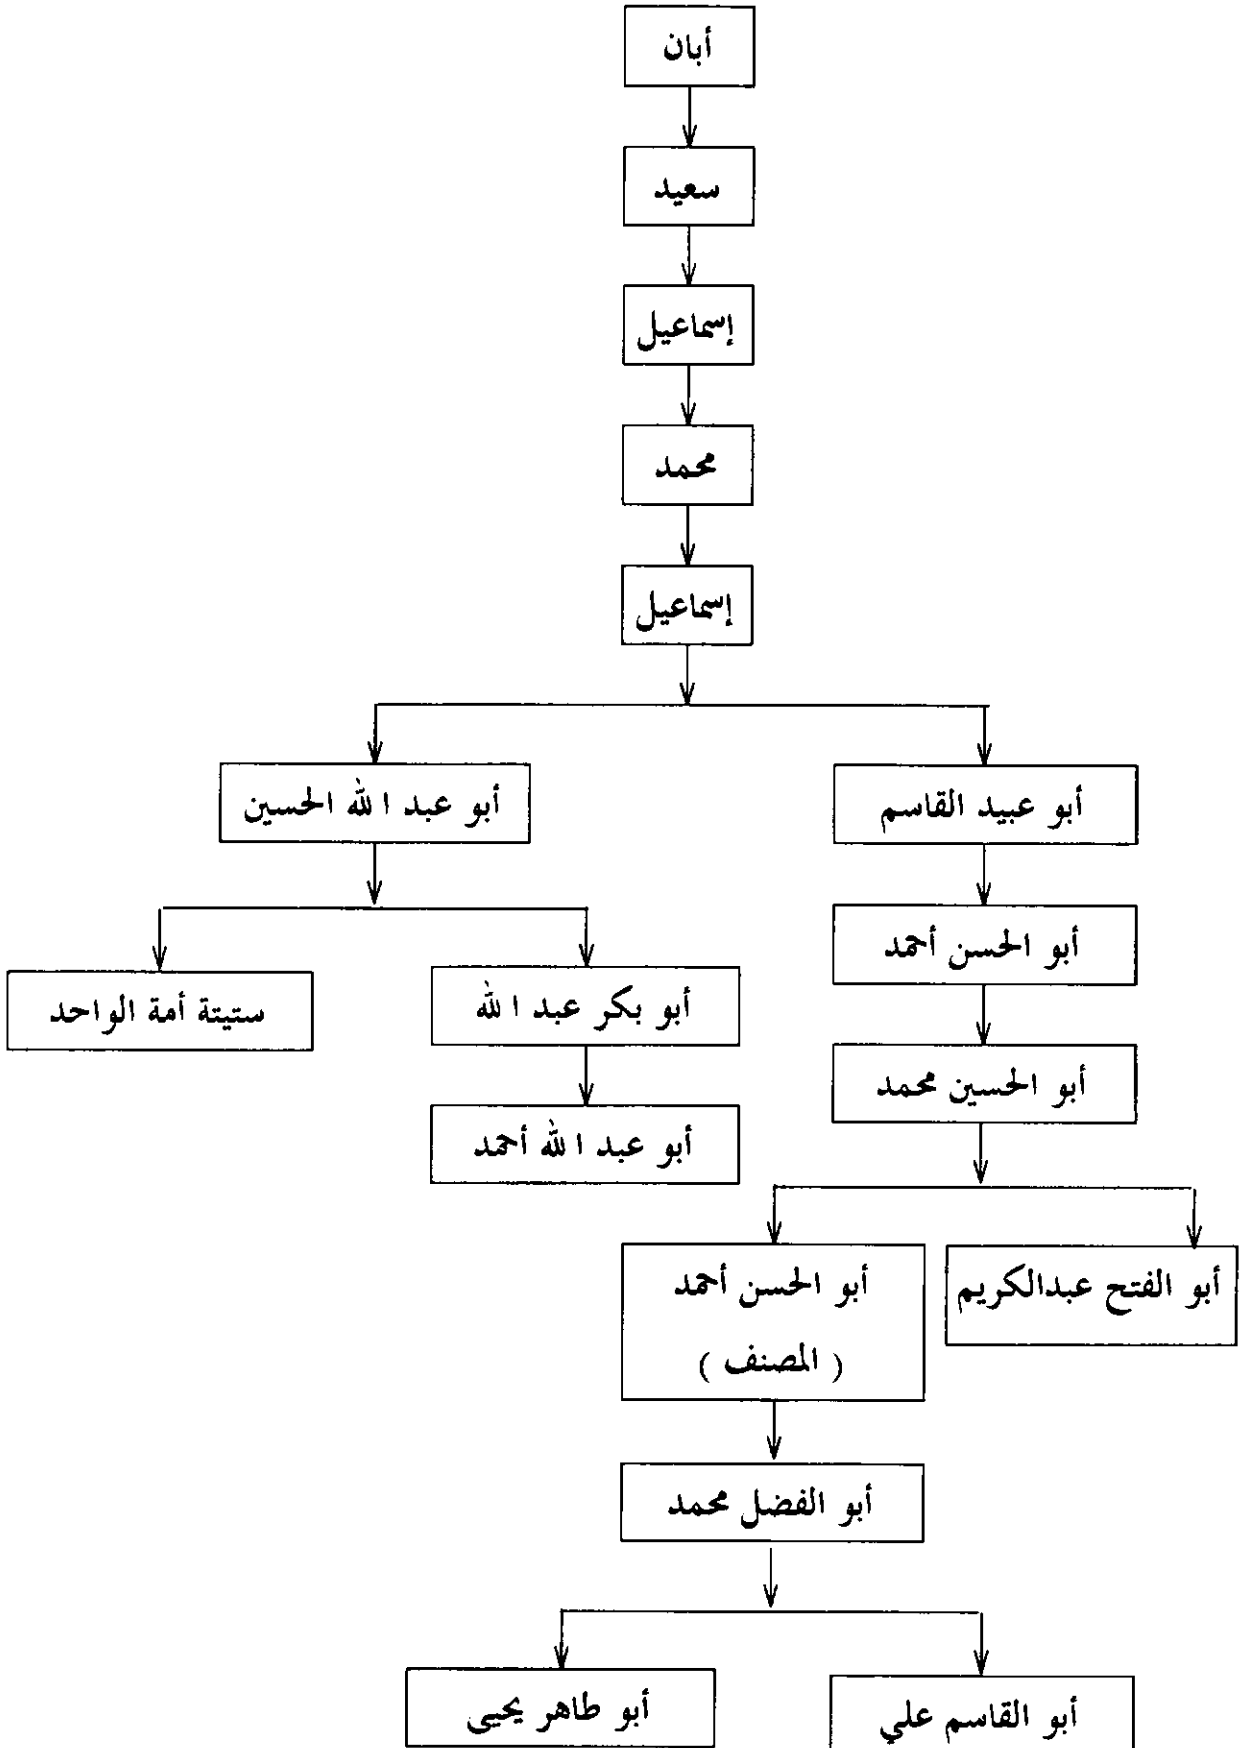 أبان
سعيد
إسماعيل
محمد
إسماعيل
أبو عبيد القاسم
أبو عبد الله الحسين
أبو الحسن أحمد
أبو بكر عبد الله
ستيتة أمة الواحد
أبو الحسين محمد
أبو عبد الله أحمد
أبو الفتح عبدالكريم
أبو الحسن أحمد
( المصنف )
أبو الفضل محمد
أبو القاسم علي
أبو طاهر يحيى